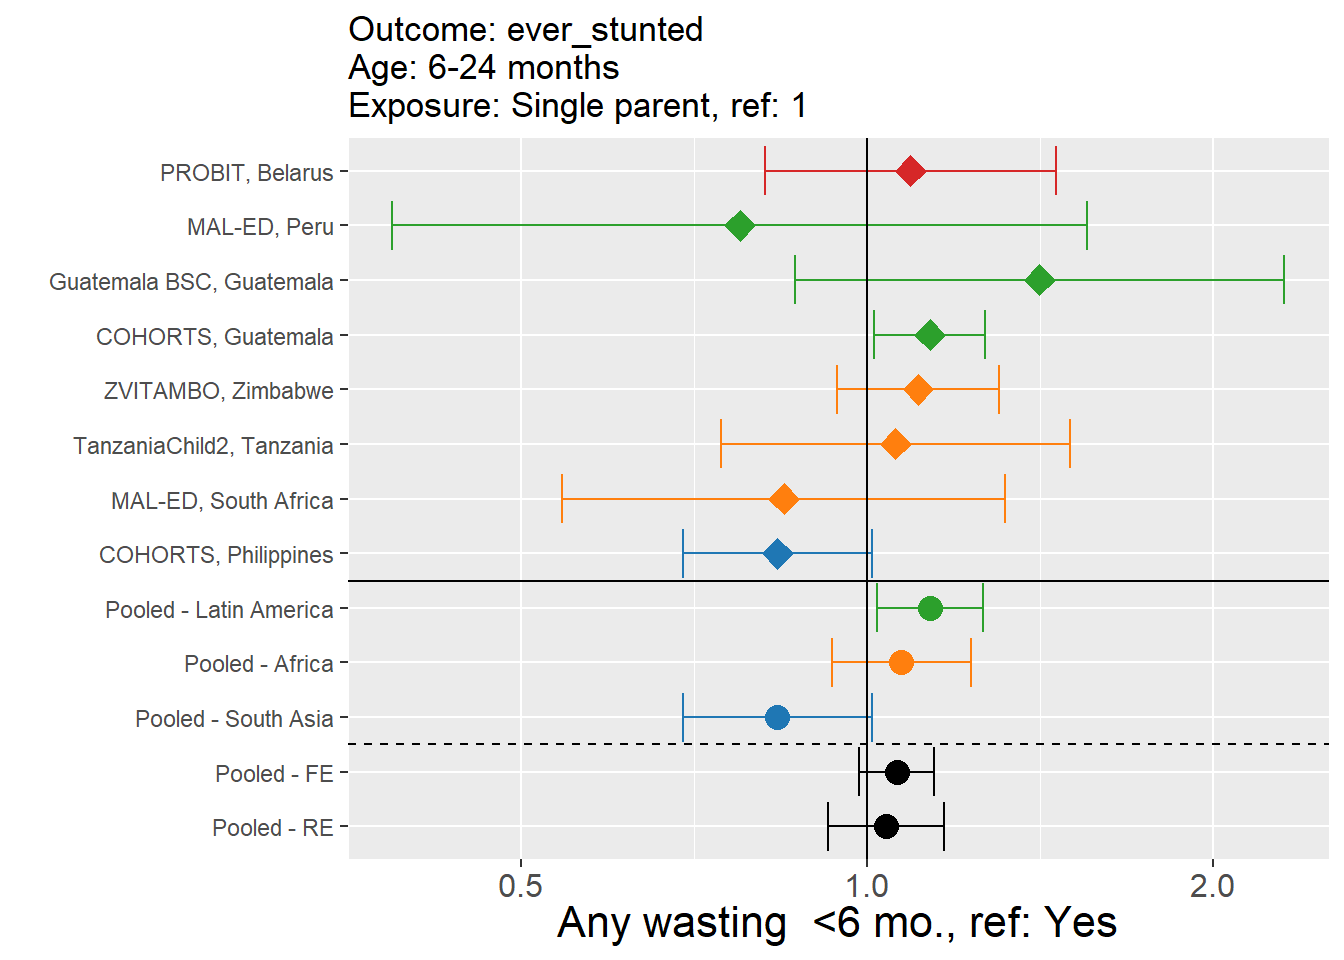 Outcome: ever_stunted
Age: 6-24 months
Exposure: Single parent, ref: 1
PROBIT, Belarus
MAL-ED, Peru
Guatemala BSC, Guatemala
COHORTS, Guatemala
ZVITAMBO, Zimbabwe
TanzaniaChild2, Tanzania
MAL-ED, South Africa
COHORTS, Philippines
Pooled - Latin America
Pooled - Africa
Pooled - South Asia
Pooled - FE
Pooled - RE
0.5 1.0 2.0
Any wasting  <6 mo., ref: Yes